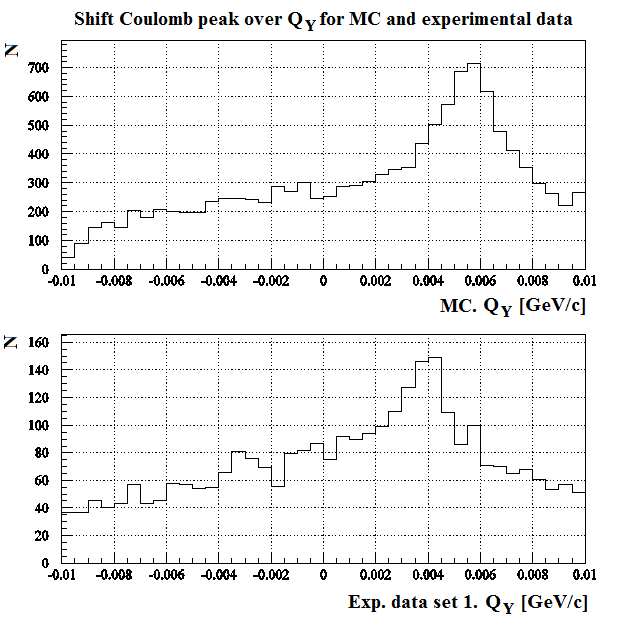 Shift Coulomb peak over QY for MC and experimental data
N
700
600
500
400
300
200
100
0
-0.01 -0.008 -0.006 -0.004 -0.002 0 0.002 0.004 0.006 0.008 0.01
MC. QY [GeV/c]
N
160
140
120
100
80
60
40
20
0
-0.01 -0.008 -0.006 -0.004 -0.002 0 0.002 0.004 0.006 0.008 0.01
Exp. data set 1. QY [GeV/c]